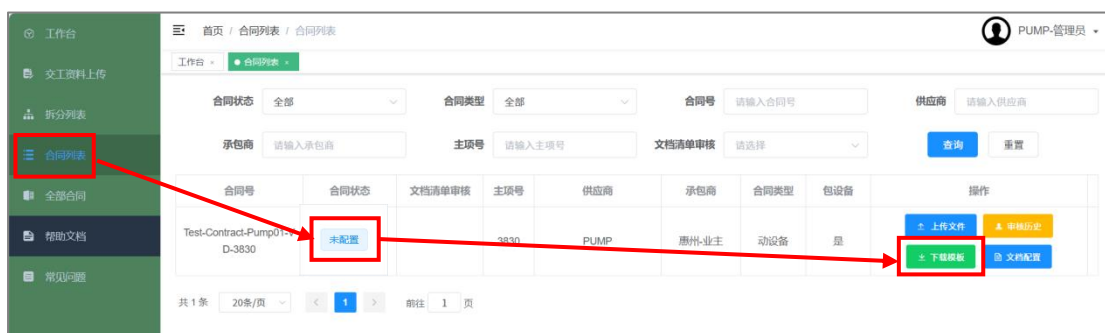 工作台
交工资料上传
拆分列表
合同列表
全部合同
帮助文档
常见问题
首页 / 合同列表 / 合同列表
PUMP-管理员
工作台 ×
合同列表 ×
合同状态 全部 合同类型 全部 合同号 请输入合同号 供应商 请输入供应商
承包商 请输入承包商 主项号 请输入主项号 文档清单审核 请选择 查询 重置
合同号 合同状态 文档清单审核 主项号 供应商 承包商 合同类型 包设备 操作
Test-Contract-Pump01-
D-3830
未配置 3830 PUMP 惠州-业主 动设备 是
上传文件 审核历史
下载模板 文档配置
共 1 条 20条/页 < 1 > 前往 1 页